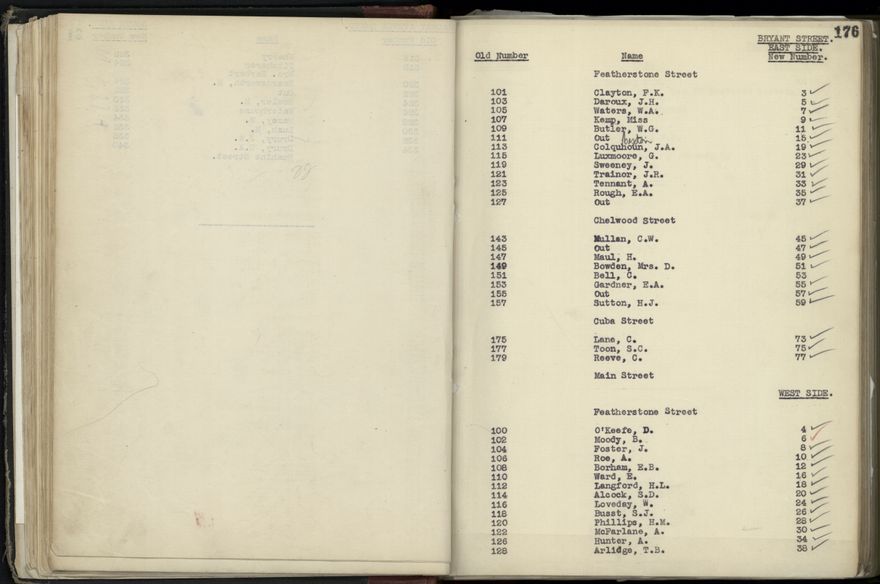 176
BRYANT STREET.
EAST SIDE.
Old Number Name New Number.
Featherstone Street
101 Clayton, F.K. 3
103 Daroux, J.H. 5
105 Waters, W.A. 7
107 Kemp, Miss 9
109 Butler, W.G. 11
111 Out 15
113 Colquhoun, J.A. 19
115 Luxmoore, G. 23
119 Sweeney, J. 29
121 Trainor, J.R. 31
123 Tennant, A. 33
125 Rough, E.A. 35
127 Out 37
Chelwood Street
143 Mullan, C.W. 45
145 Out 47
147 Maul, H. 49
149 Bowden, Mrs. D. 51
151 Bell, C. 53
153 Gardner, E.A. 55
155 Out 57
157 Sutton, H.J. 59
Cuba Street
175 Lane, C. 73
177 Toon, S.C. 75
179 Reeve, C. 77
Main Street
WEST SIDE.
Featherstone Street
100 O'Keefe, D. 4
102 Moody, B. 6
104 Foster, J. 8
106 Roe, A. 10
108 Borham, E.B. 12
110 Ward, E. 16
112 Langford, H.L. 18
114 Alcock, S.D. 20
116 Loveday, W. 24
118 Busst, S.J. 26
120 Phillips, H.M. 28
122 McFarlane, A. 30
126 Hunter, A. 34
128 Arlidge, T.B. 38